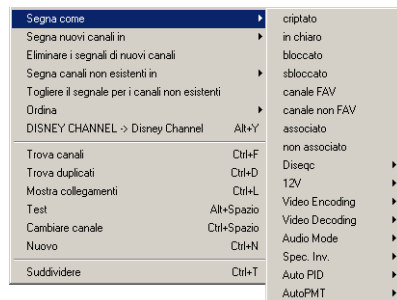 Segna come
Segna nuovi canali in
Eliminare i segnali di nuovi canali
Segna canali non esistenti in
Togliere il segnale per i canali non esistenti
Ordina
DISNEY CHANNEL -> Disney Channel Alt+Y
Trova canali Ctrl+F
Trova duplicati Ctrl+D
Mostra collegamenti Ctrl+L
Test Alt+Spazio
Cambiare canale Ctrl+Spazio
Nuovo Ctrl+N
Suddividere Ctrl+T
criptato
in chiaro
bloccato
sbloccato
canale FAV
canale non FAV
associato
non associato
Diseqc
12V
Video Encoding
Video Decoding
Audio Mode
Spec. Inv.
Auto PID
AutoPMT